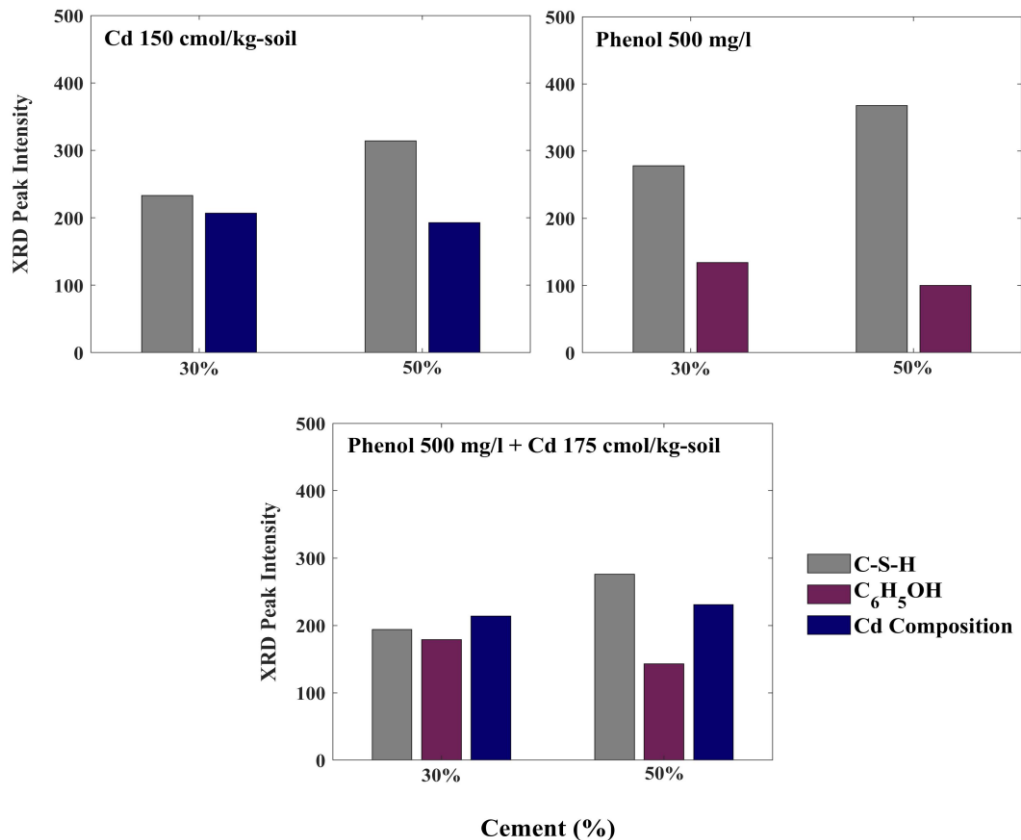 Cd 150 cmol/kg-soil
XRD Peak Intensity
500
400
300
200
100
0
30%
50%
Phenol 500 mg/l
500
400
300
200
100
0
30%
50%
Phenol 500 mg/l + Cd 175 cmol/kg-soil
XRD Peak Intensity
500
400
300
200
100
0
30%
50%
Cement (%)
C-S-H
C₆H₅OH
Cd Composition